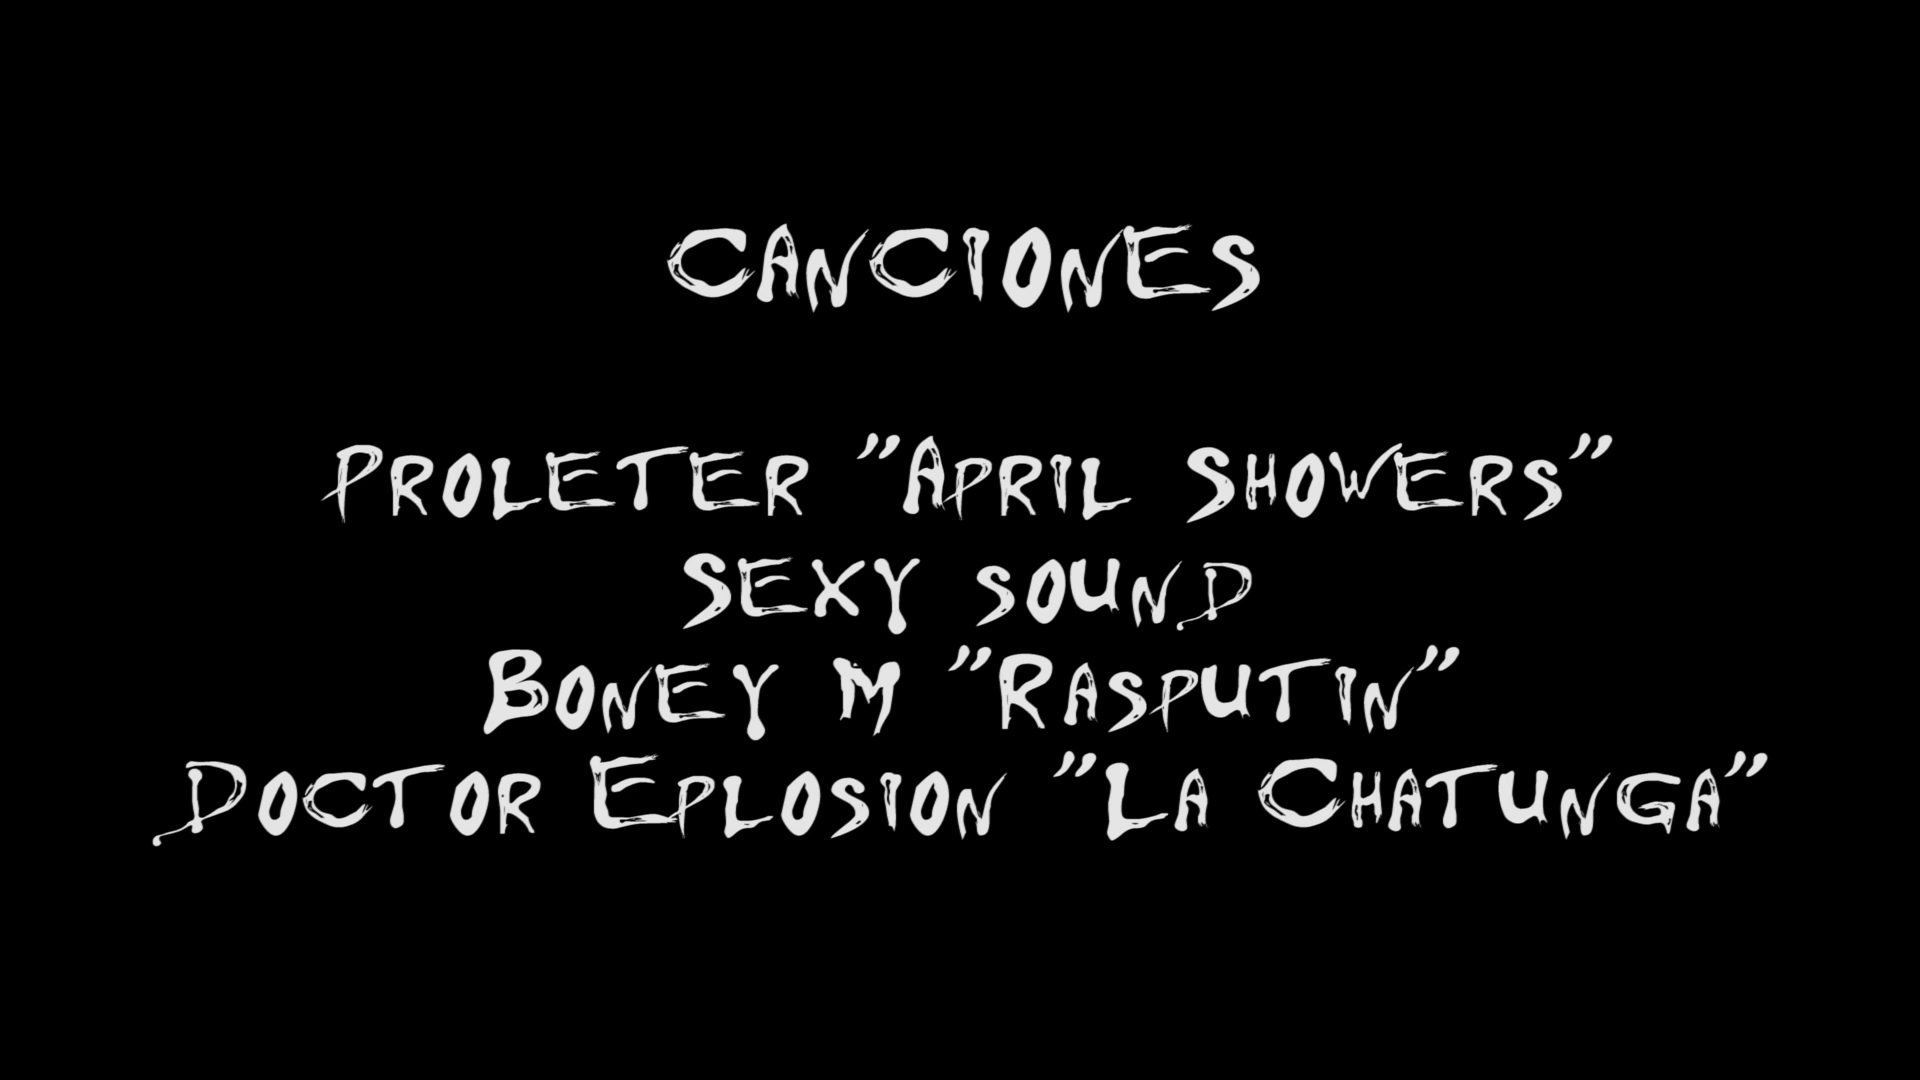 Canciones
Proleter "April Showers"
Sexy sound
Boney M "Rasputin"
Doctor Eplosion "La Chatunga"